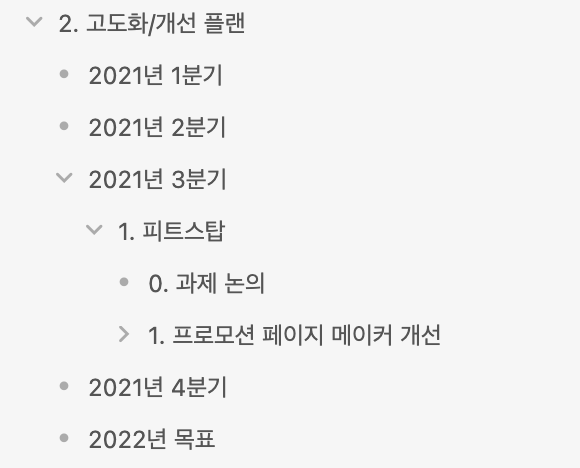 2. 고도화/개선 플랜
2021년 1분기
2021년 2분기
2021년 3분기
1. 피트스탑
0. 과제 논의
1. 프로모션 페이지 메이커 개선
2021년 4분기
2022년 목표